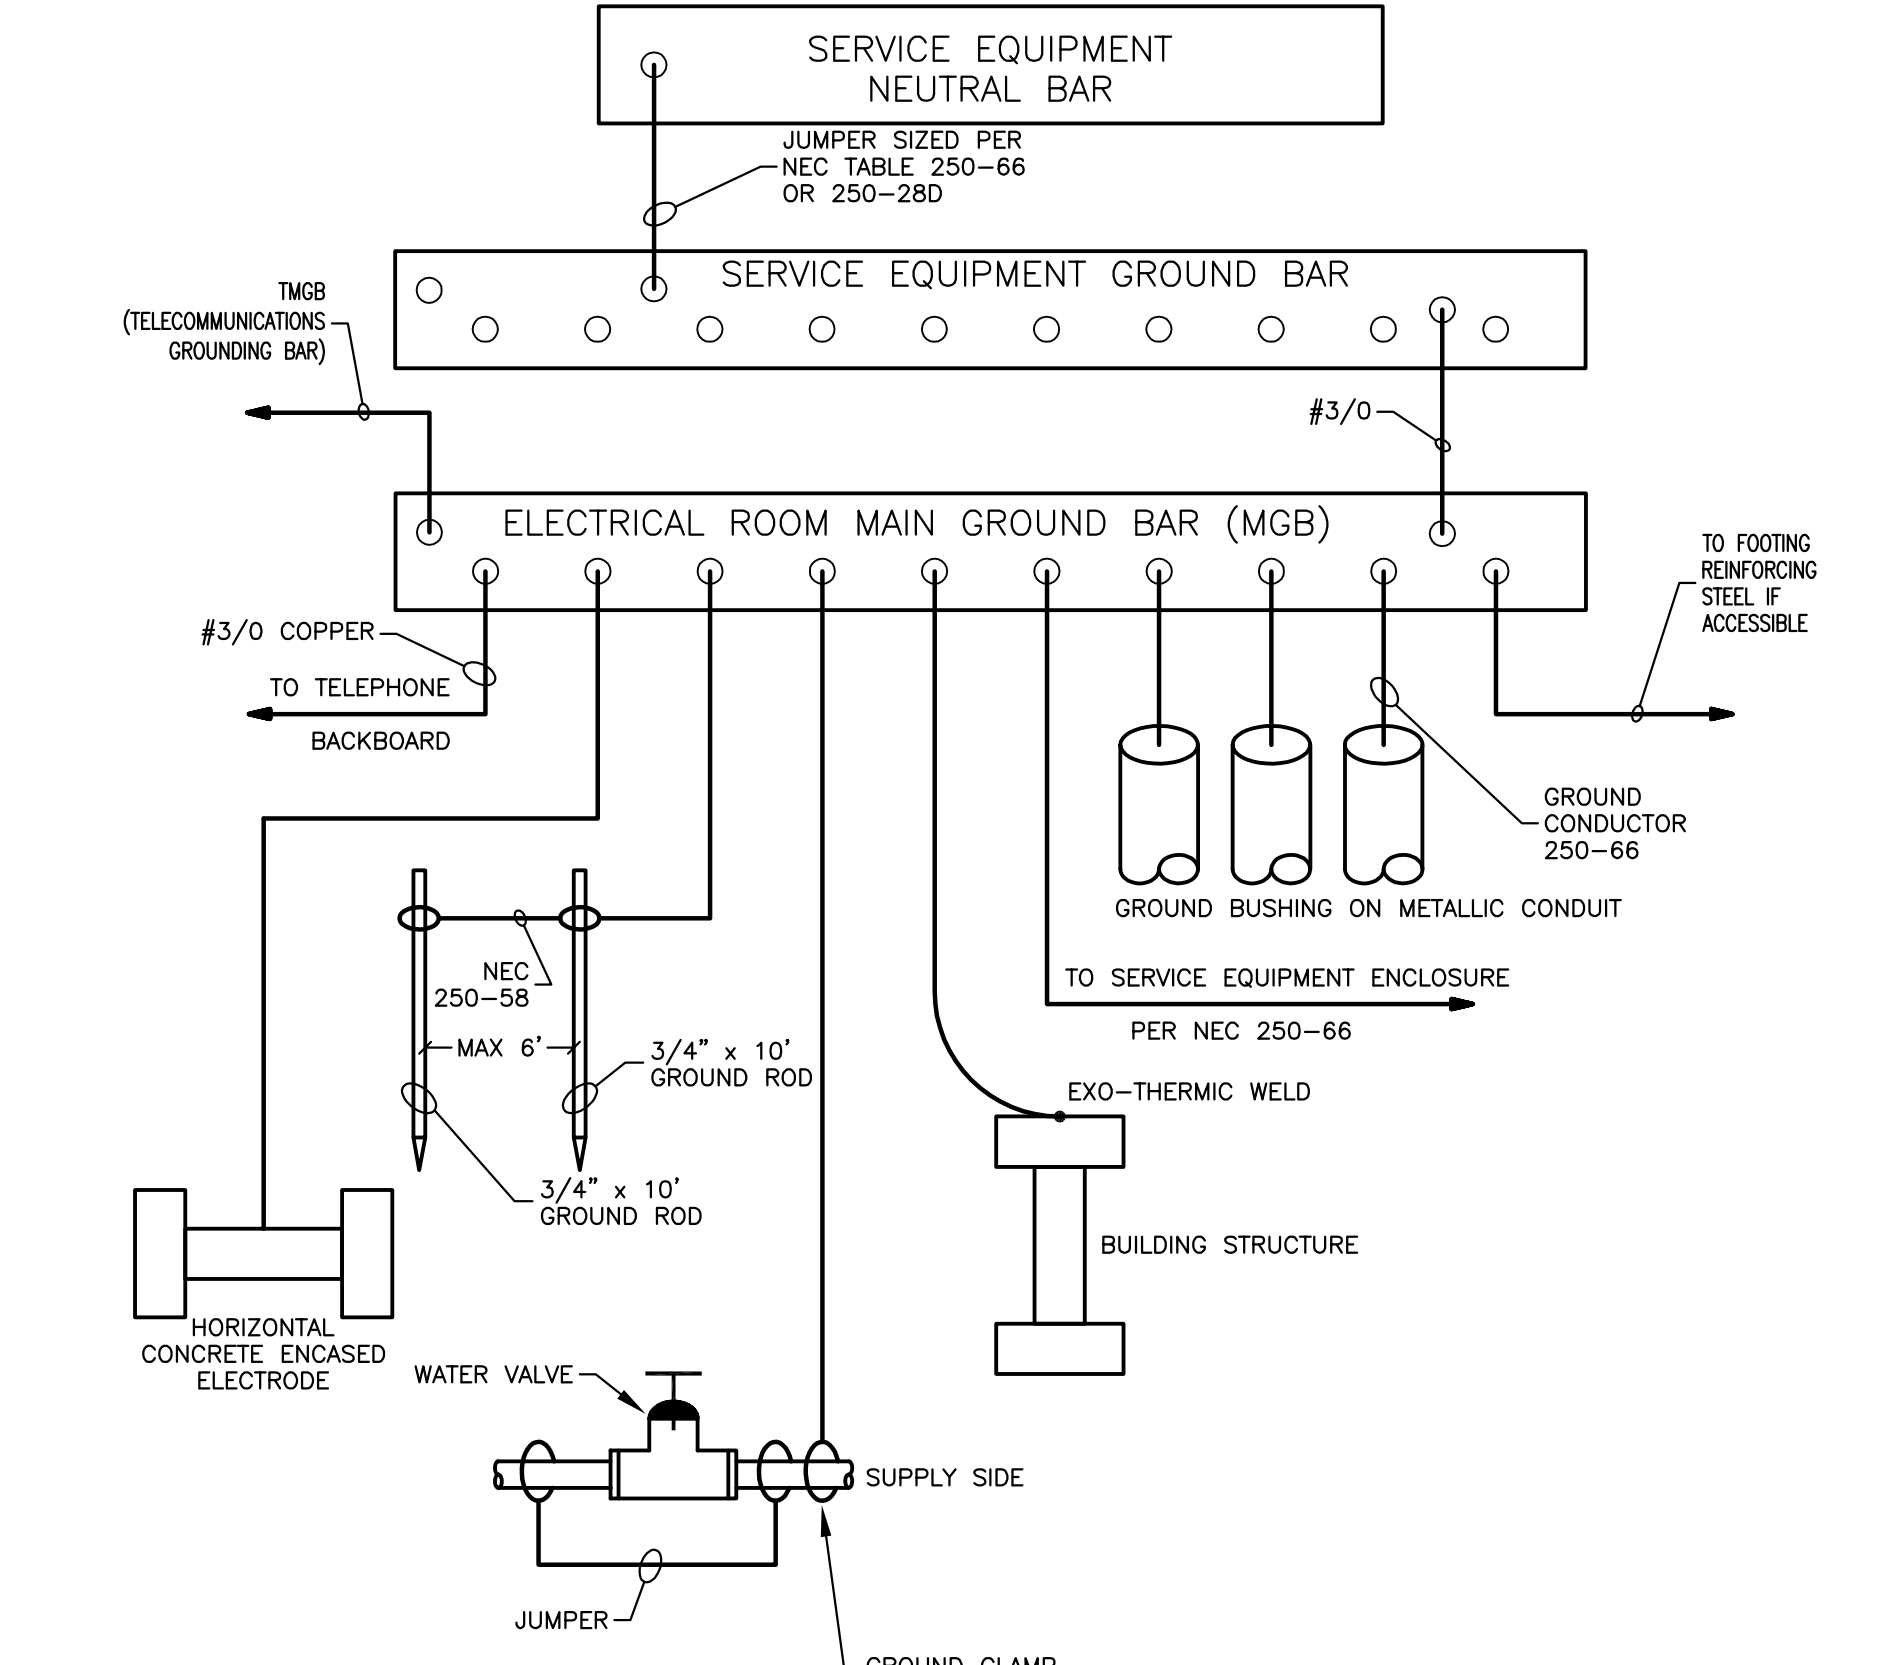 SERVICE EQUIPMENT
NEUTRAL BAR
JUMPER SIZED PER
NEC TABLE 250-66
OR 250-28D
SERVICE EQUIPMENT GROUND BAR
TMGB
(TELECOMMUNICATIONS
GROUNDING BAR)
#3/0
ELECTRICAL ROOM MAIN GROUND BAR (MGB)
TO FOOTING
REINFORCING
STEEL IF
ACCESSIBLE
#3/0 COPPER
TO TELEPHONE
BACKBOARD
GROUND
CONDUCTOR
250-66
GROUND BUSHING ON METALLIC CONDUIT
NEC
250-58
TO SERVICE EQUIPMENT ENCLOSURE
PER NEC 250-66
MAX 6'
3/4" x 10'
GROUND ROD
EXO-THERMIC WELD
3/4" x 10'
GROUND ROD
BUILDING STRUCTURE
HORIZONTAL
CONCRETE ENCASED
ELECTRODE
WATER VALVE
SUPPLY SIDE
JUMPER
GROUND CLAMP